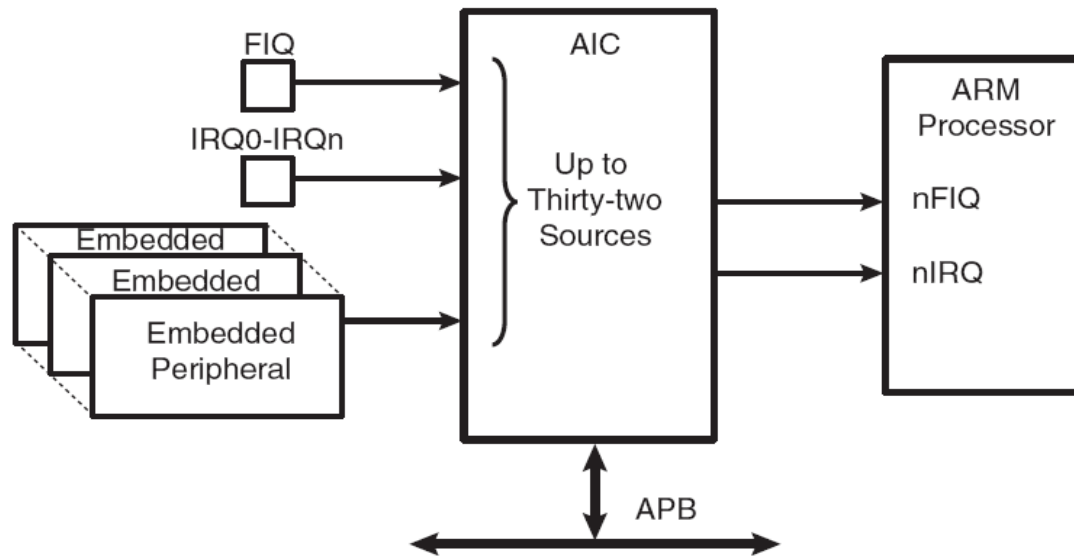 FIQ
IRQ0-IRQn
Embedded
Embedded
Embedded
Peripheral
AIC
Up to
Thirty-two
Sources
ARM
Processor
nFIQ
nIRQ
APB